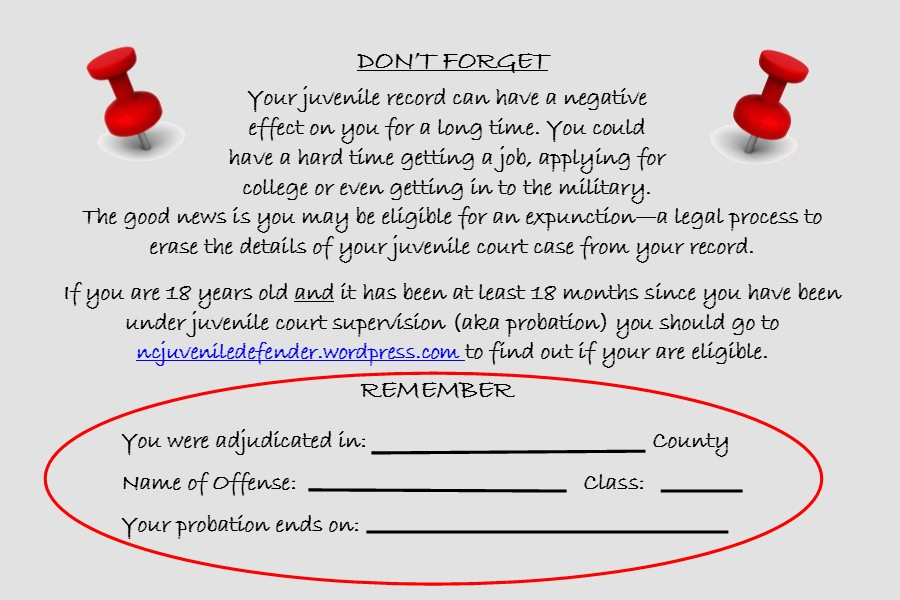 DON'T FORGET
Your juvenile record can have a negative
effect on you for a long time. You could
have a hard time getting a job, applying for
college or even getting in to the military.
The good news is you may be eligible for an expunction—a legal process to
erase the details of your juvenile court case from your record.
If you are 18 years old and it has been at least 18 months since you have been
under juvenile court supervision (aka probation) you should go to
ncjuveniledefender.wordpress.com to find out if your are eligible.
REMEMBER
You were adjudicated in: ____________________ County
Name of Offense: ____________________ Class: ______
Your probation ends on: ____________________